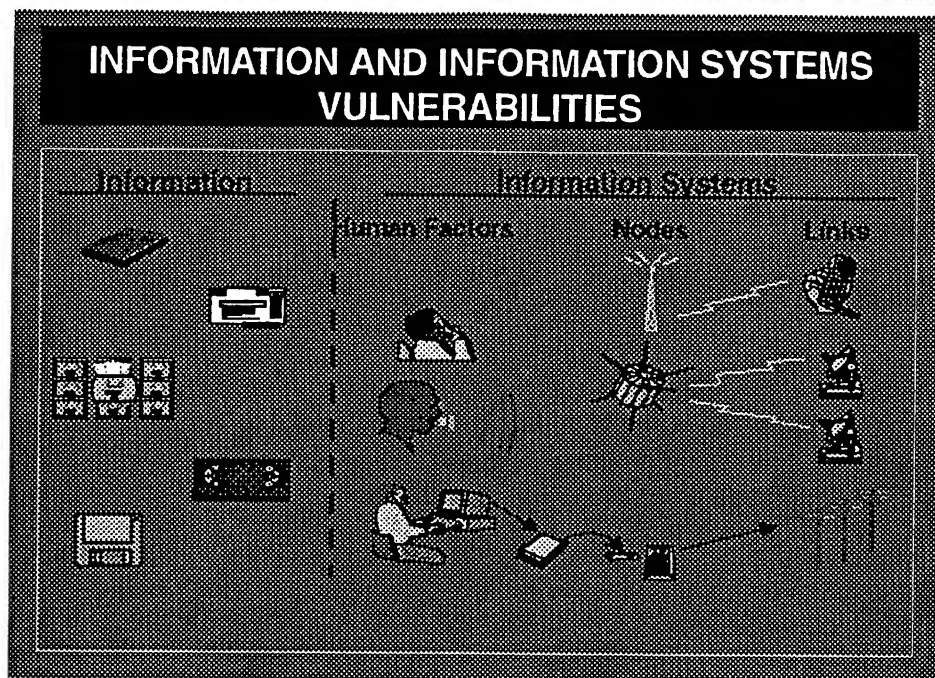 INFORMATION AND INFORMATION SYSTEMS
VULNERABILITIES
Information
Information Systems
Human Factors
Nodes
Links